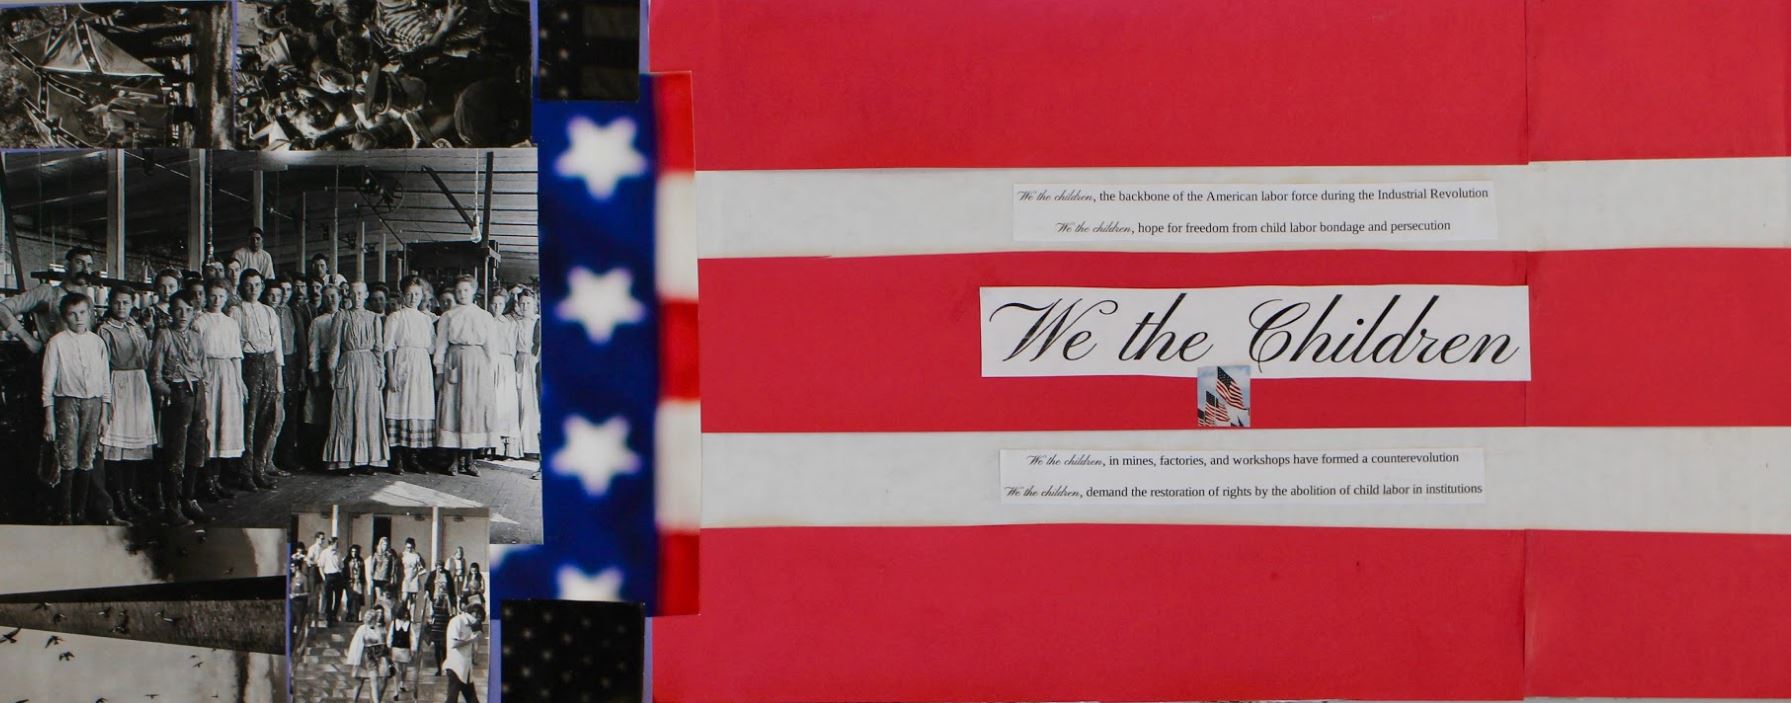 We the children, the backbone of the American labor force during the Industrial Revolution
We the children, hope for freedom from child labor bondage and persecution
We the Children
We the children, in mines, factories, and workshops have formed a counterevolution
We the children, demand the restoration of rights by the abolition of child labor in institutions